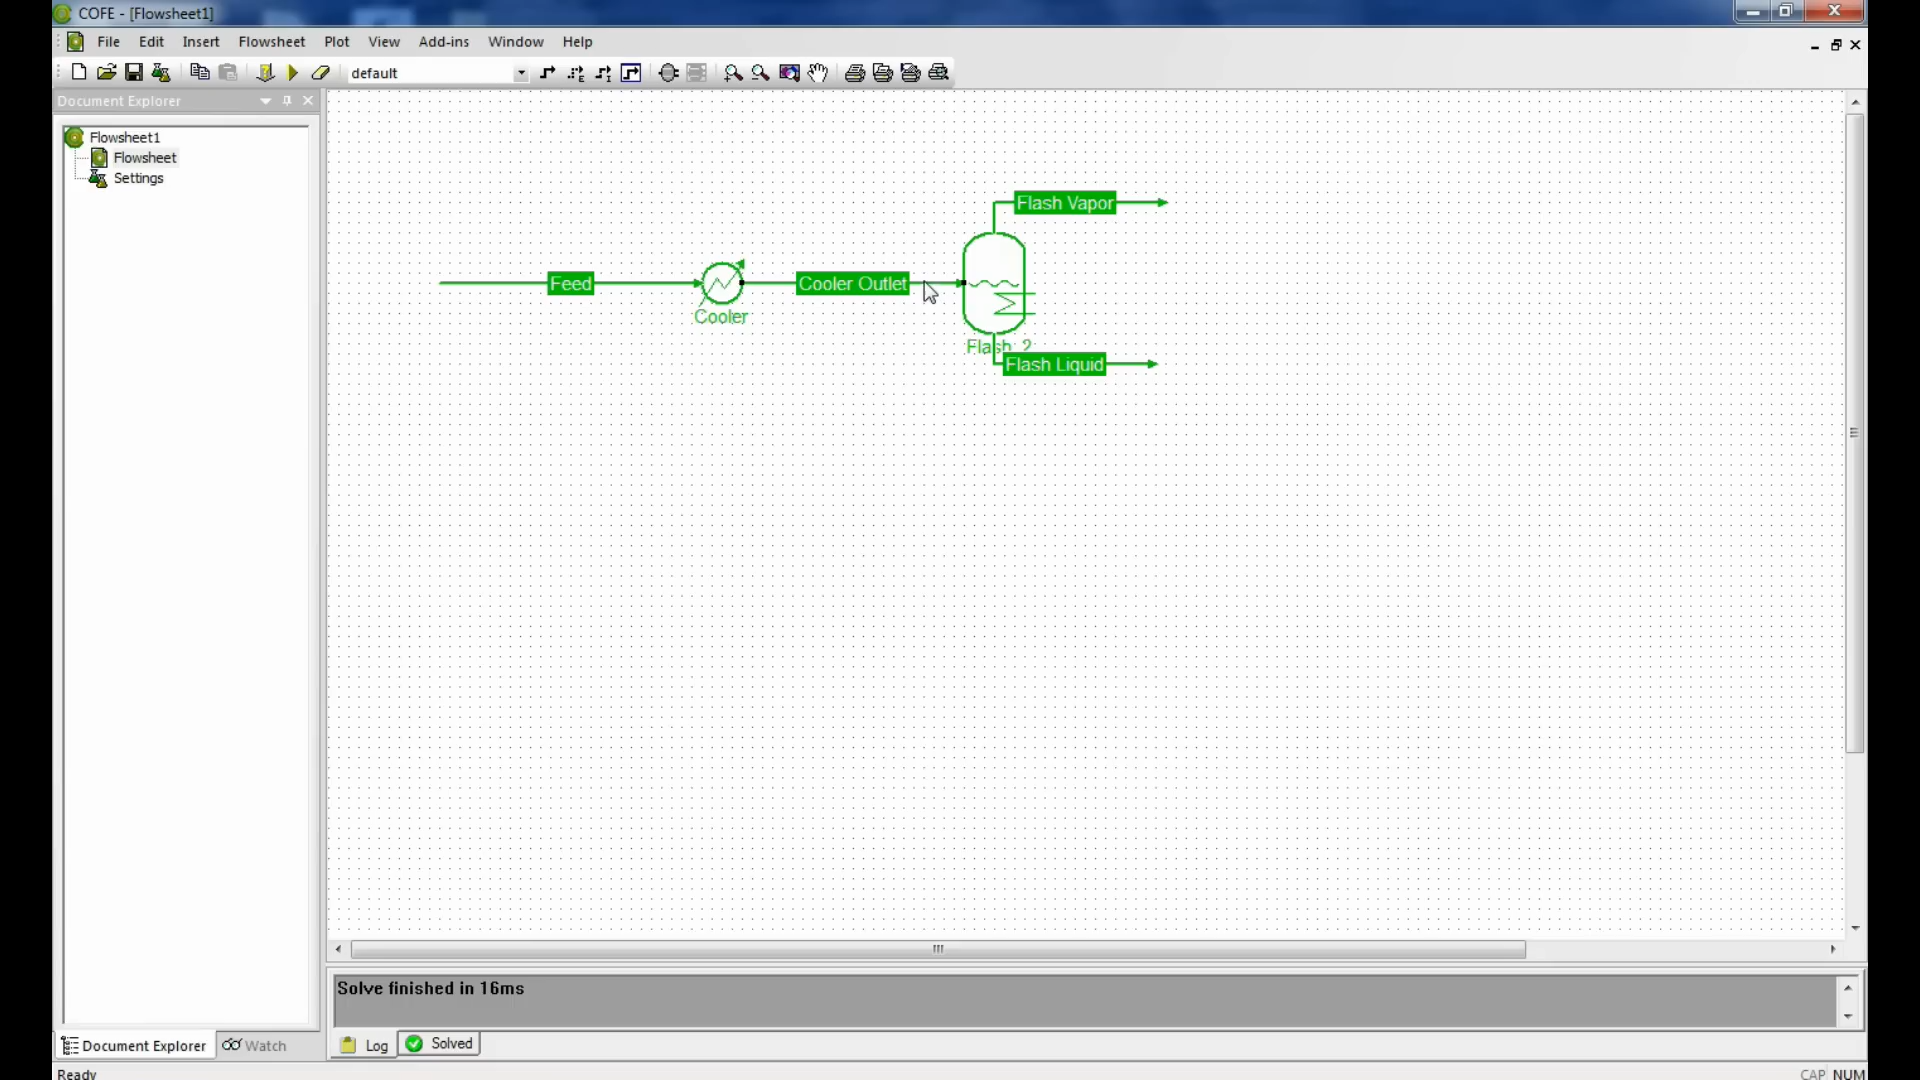 COFE - [Flowsheet1]
File Edit Insert Flowsheet Plot View Add-ins Window Help
default
Document Explorer
Flowsheet1
Flowsheet
Settings
Flash Vapor
Feed
Cooler Outlet
Cooler
Flash_2
Flash Liquid
Solve finished in 16ms
Document Explorer Watch
Log Solved
Ready CAP NUM